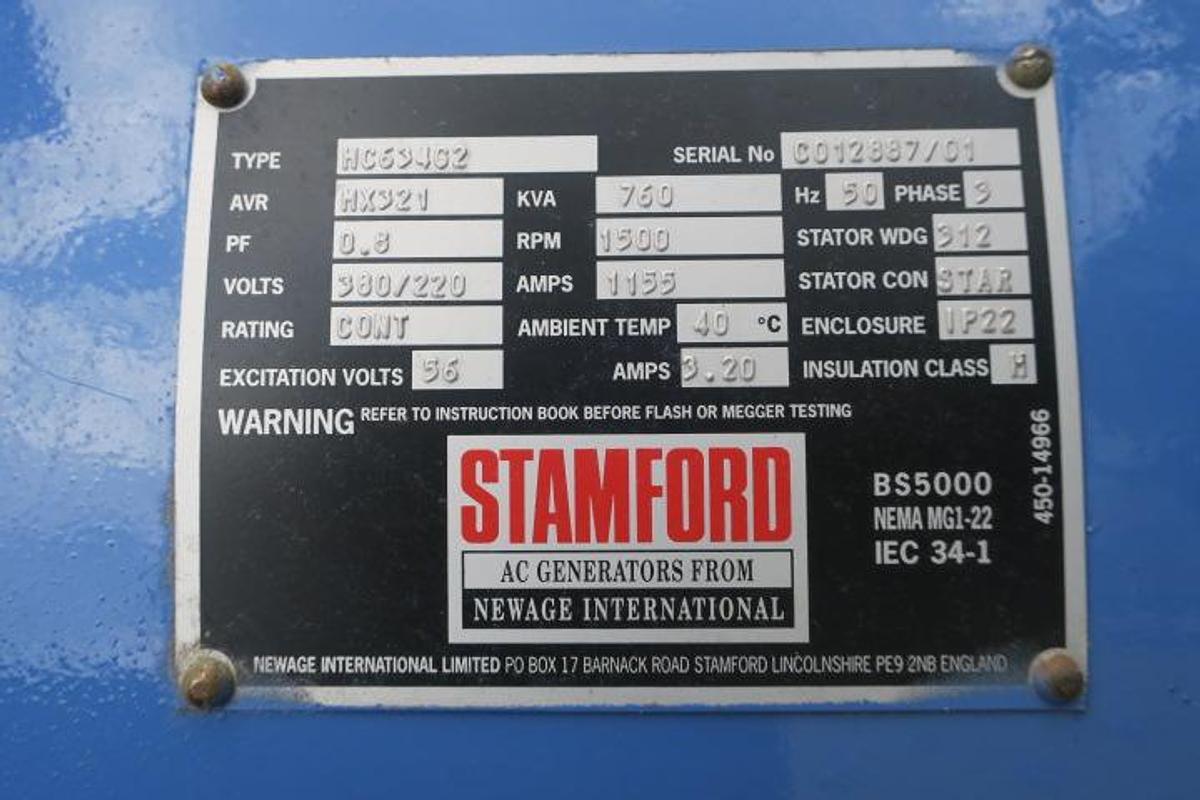 TYPE HC634G2 SERIAL No C012887/01
AVR MX321 KVA 760 Hz 50 PHASE 3
PF 0.8 RPM 1500 STATOR WDG 312
VOLTS 380/220 AMPS 1155 STATOR CON STAR
RATING CONT AMBIENT TEMP 40 °C ENCLOSURE IP22
EXCITATION VOLTS 56 AMPS 3.20 INSULATION CLASS H
WARNING REFER TO INSTRUCTION BOOK BEFORE FLASH OR MEGGER TESTING
STAMFORD
AC GENERATORS FROM
NEWAGE INTERNATIONAL
BS5000
NEMA MG1-22
IEC 34-1
450-14966
NEWAGE INTERNATIONAL LIMITED PO BOX 17 BARNACK ROAD STAMFORD LINCOLNSHIRE PE9 2NB ENGLAND